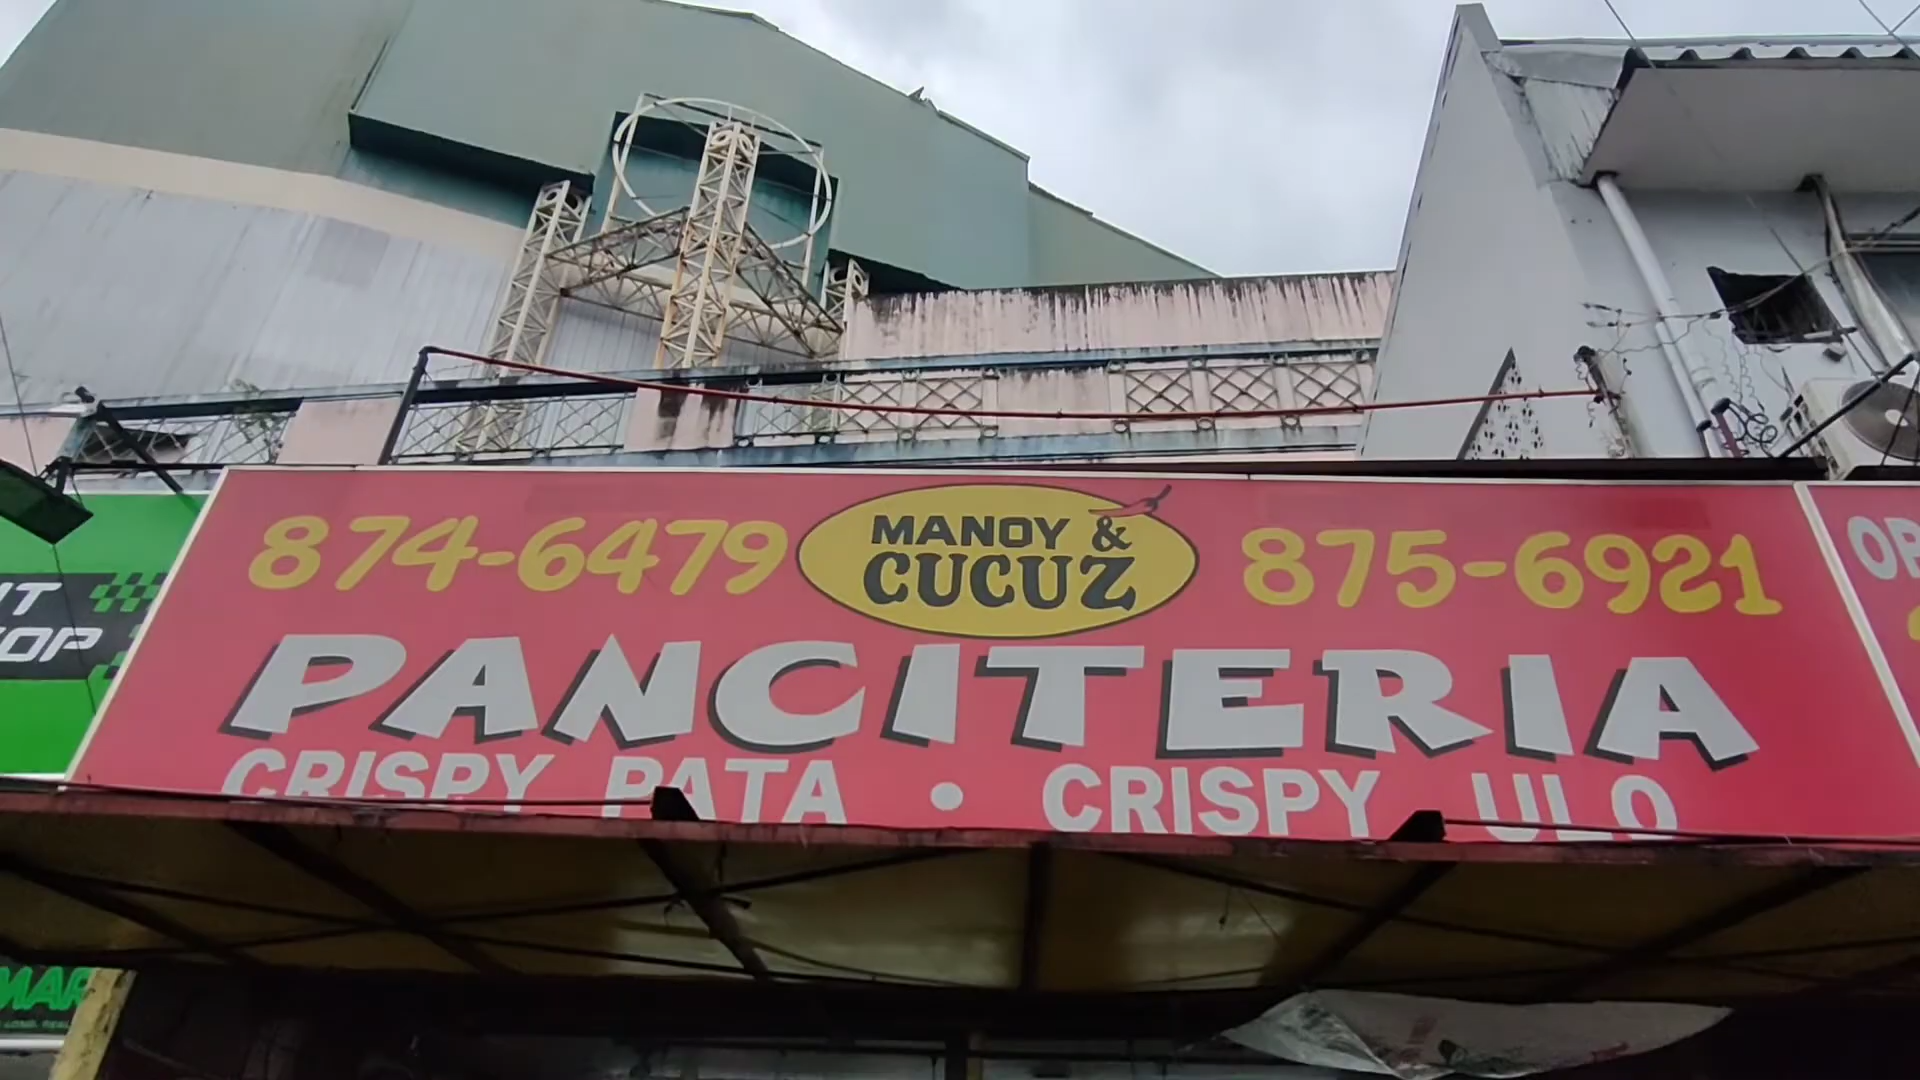 874-6479
MANOY &
CUCUZ
875-6921
PANCITERIA
CRISPY PATA • CRISPY ULO